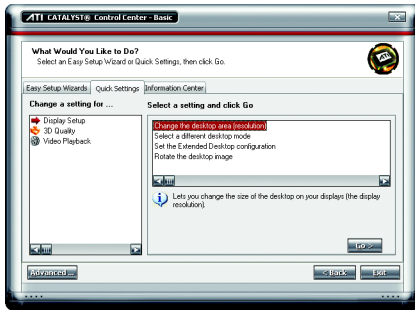 ATI CATALYST® Control Center - Basic
What Would You Like to Do?
Select an Easy Setup Wizard or Quick Settings, then click Go.
ATI
Easy Setup Wizards Quick Settings Information Center
Change a setting for ...
Display Setup
3D Quality
Video Playback
Select a setting and click Go
Change the desktop area (resolution)
Select a different desktop mode
Set the Extended Desktop configuration
Rotate the desktop image
Lets you change the size of the desktop on your displays (the display
resolution).
Go >
Advanced ...
< Back
Exit